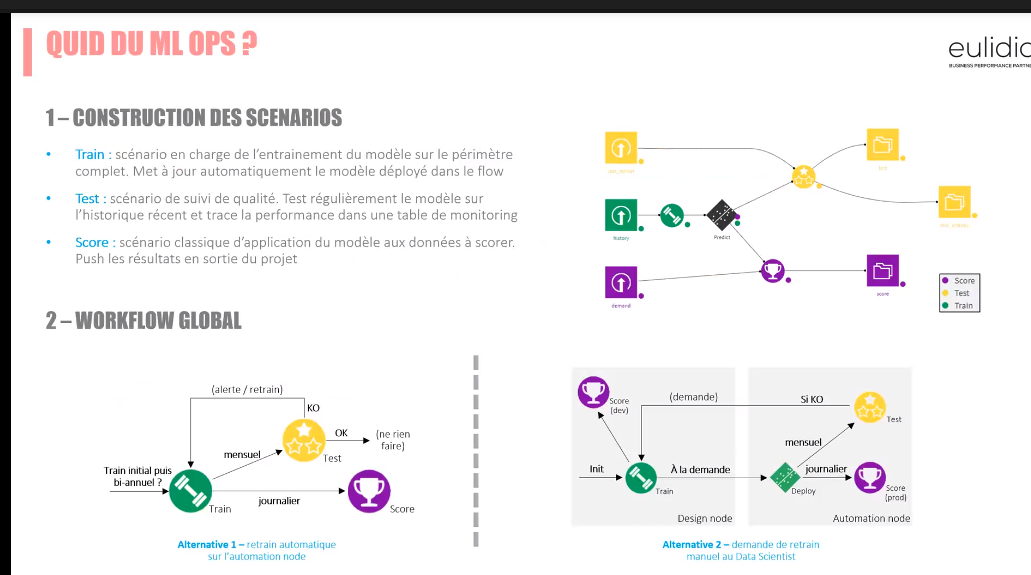 QUID DU ML OPS ?
eulidia
BUSINESS PERFORMANCE PARTNE
1 – CONSTRUCTION DES SCENARIOS
• Train : scénario en charge de l'entrainement du modèle sur le périmètre
complet. Met à jour automatiquement le modèle déployé dans le flow
• Test : scénario de suivi de qualité. Test régulièrement le modèle sur
l'historique récent et trace la performance dans une table de monitoring
• Score : scénario classique d'application du modèle aux données à scorer.
Push les résultats en sortie du projet
history
Predict
demand
score
Score
Test
Train
2 – WORKFLOW GLOBAL
(alerte / retrain)
KO
OK
(ne rien
faire)
mensuel
Test
Train initial puis
bi-annuel ?
journalier
Train
Score
Alternative 1 – retrain automatique
sur l'automation node
Score
(dev)
(demande)
Si KO
Test
mensuel
Init
À la demande
journalier
Train
Deploy
Score
(prod)
Design node
Automation node
Alternative 2 – demande de retrain
manuel au Data Scientist